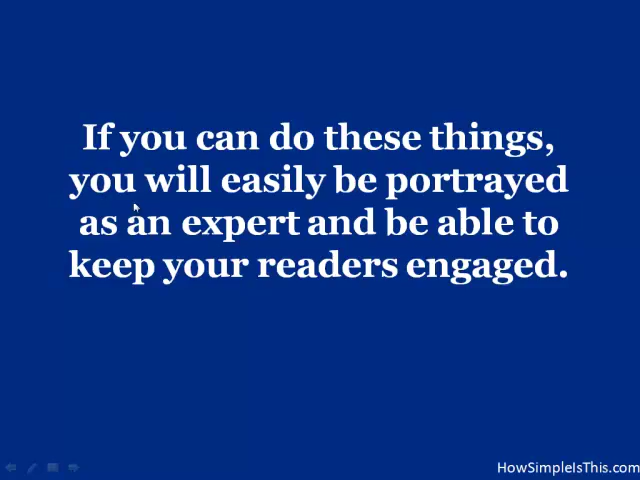 If you can do these things,
you will easily be portrayed
as an expert and be able to
keep your readers engaged.
HowSimpleIsThis.com